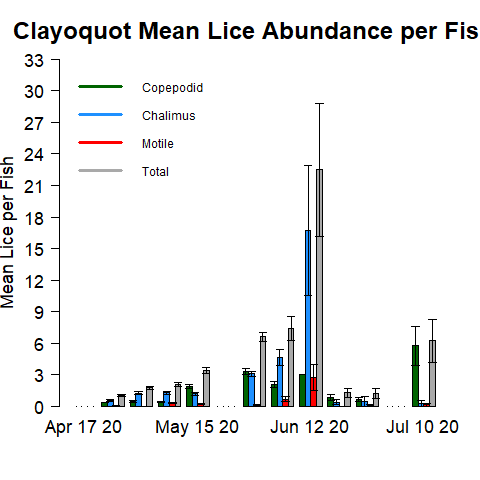 Clayoquot Mean Lice Abundance per Fis
Mean Lice per Fish
33
30
27
24
21
18
15
12
9
6
3
0
Copepodid
Chalimus
Motile
Total
Apr 17 20
May 15 20
Jun 12 20
Jul 10 20